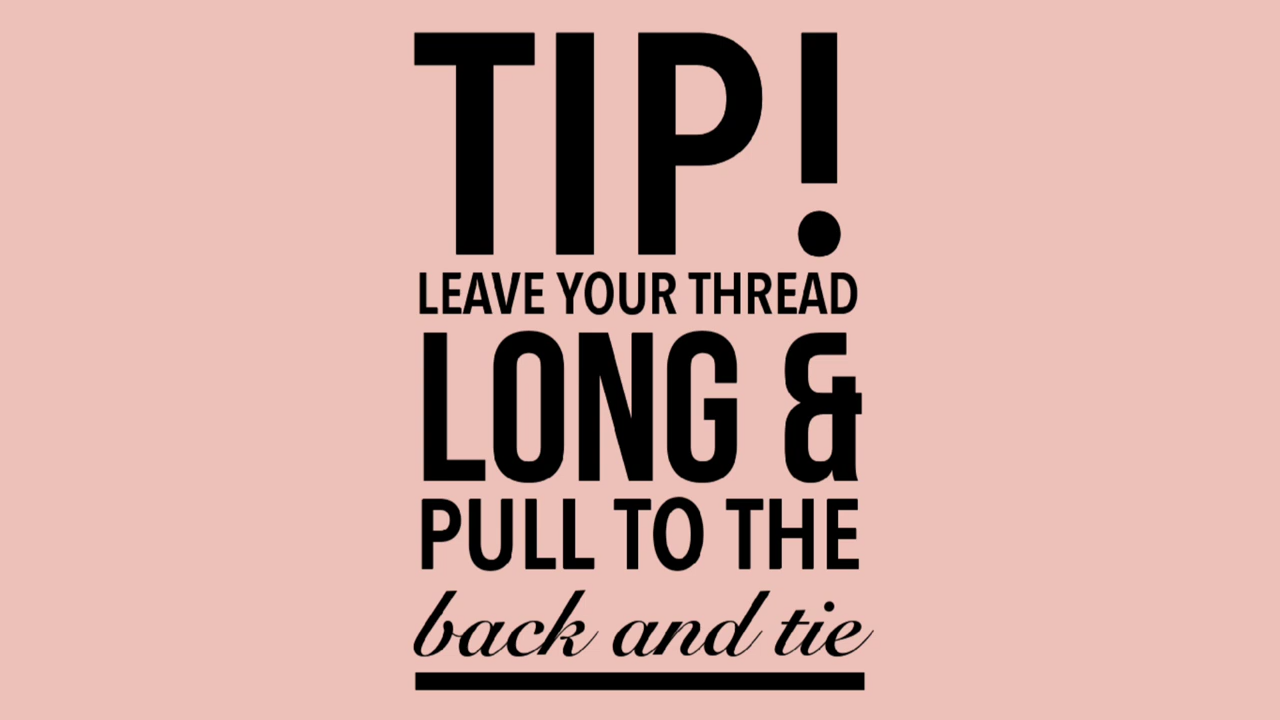 TIP!
LEAVE YOUR THREAD
LONG &
PULL TO THE
back and tie